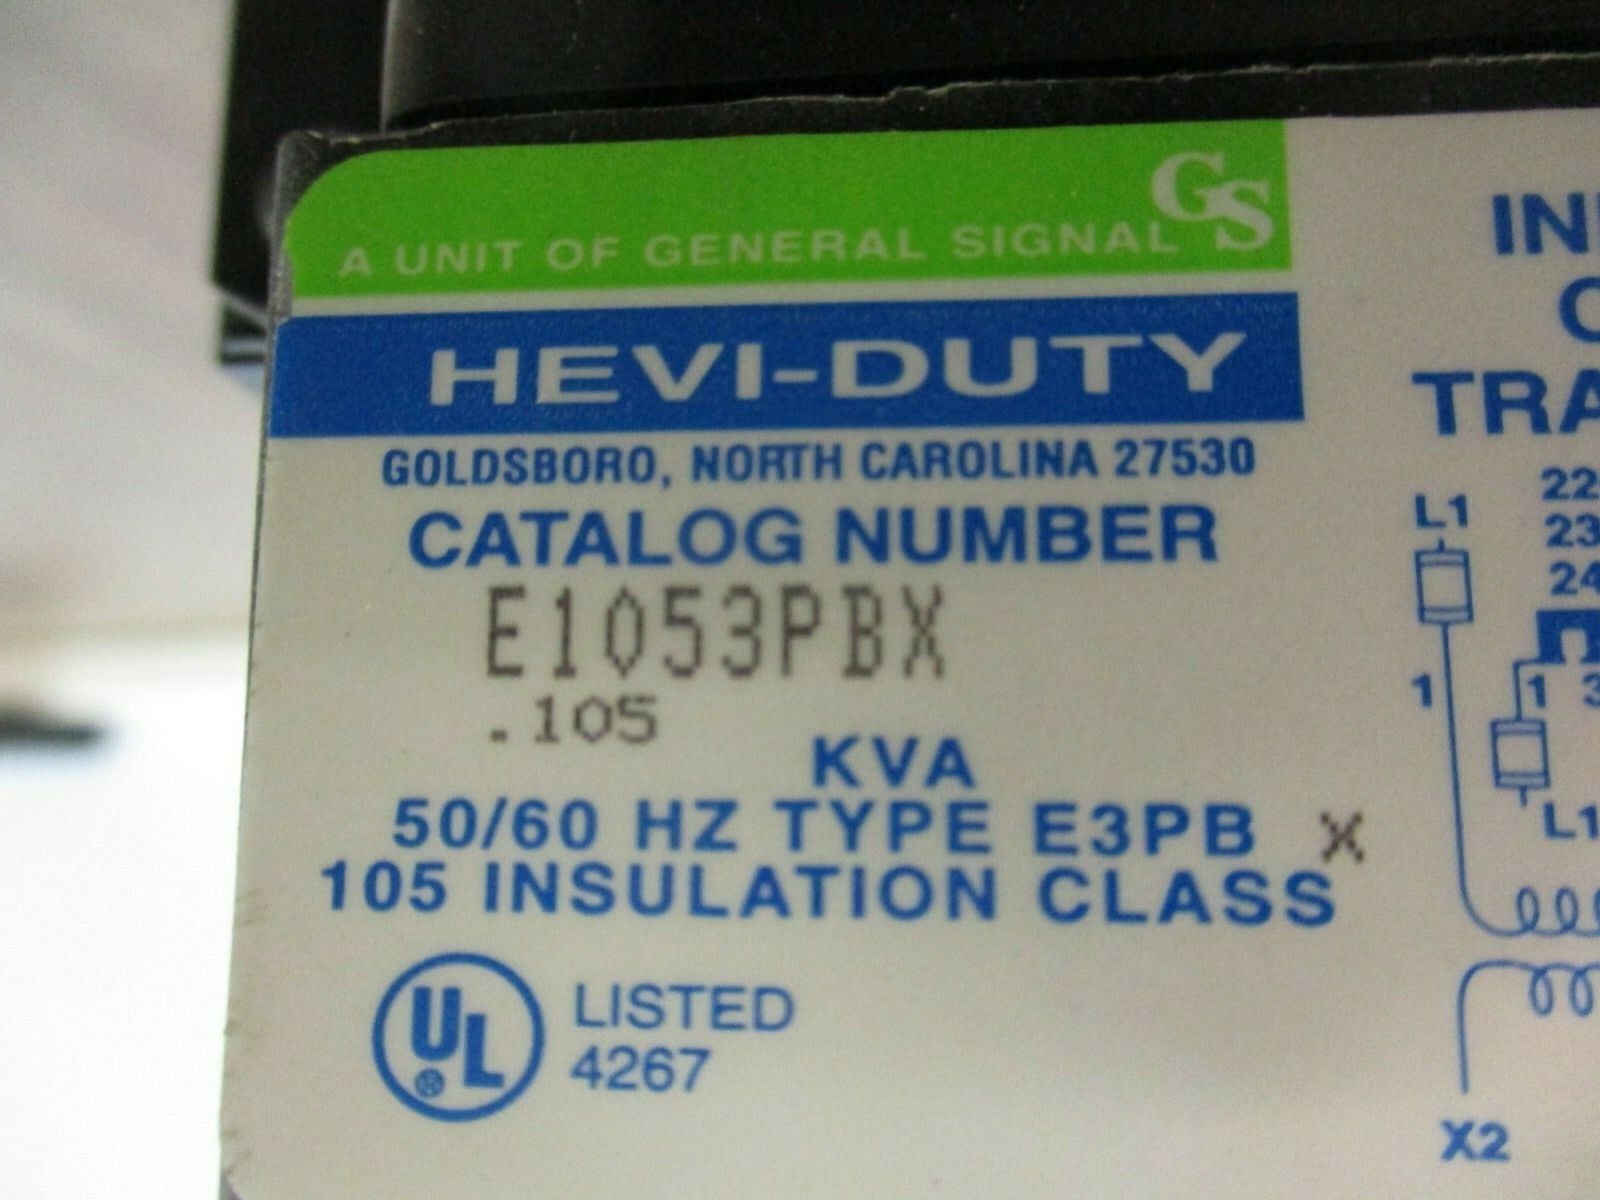 GS
A UNIT OF GENERAL SIGNAL
HEVI-DUTY
GOLDSBORO, NORTH CAROLINA 27530
CATALOG NUMBER
E1053PBX
.105
KVA
50/60 HZ TYPE E3PB X
105 INSULATION CLASS
UL®
LISTED
4267
L1
1
1
L1
X2